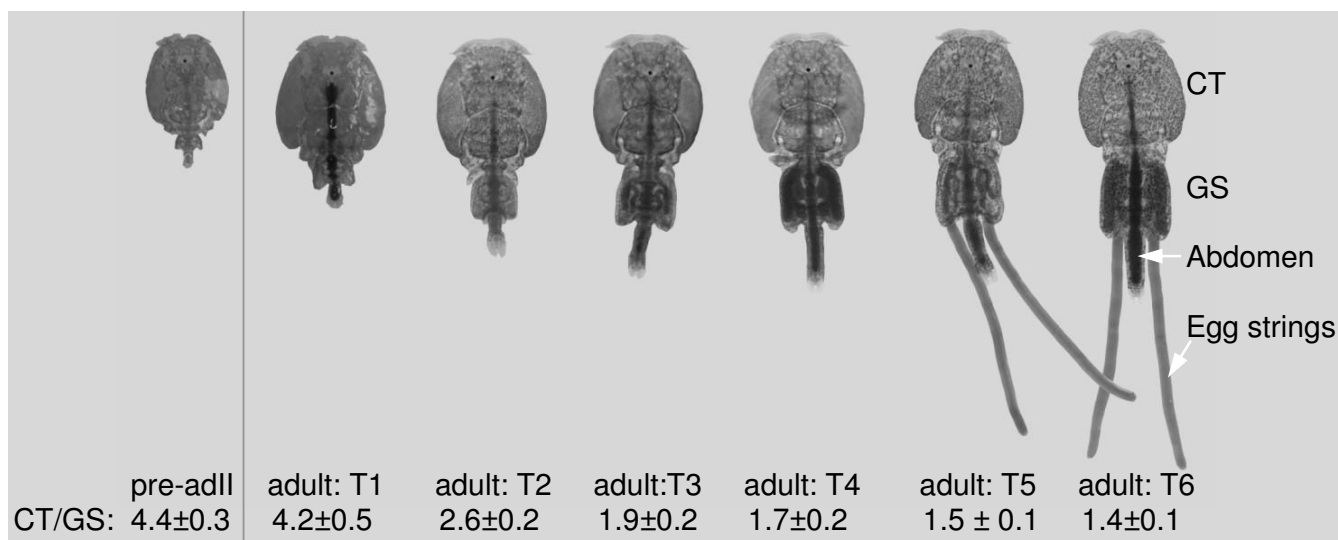 CT
GS
Abdomen
Egg strings
pre-adII adult: T1 adult: T2 adult:T3 adult: T4 adult: T5 adult: T6
CT/GS: 4.4±0.3 4.2±0.5 2.6±0.2 1.9±0.2 1.7±0.2 1.5 ± 0.1 1.4±0.1